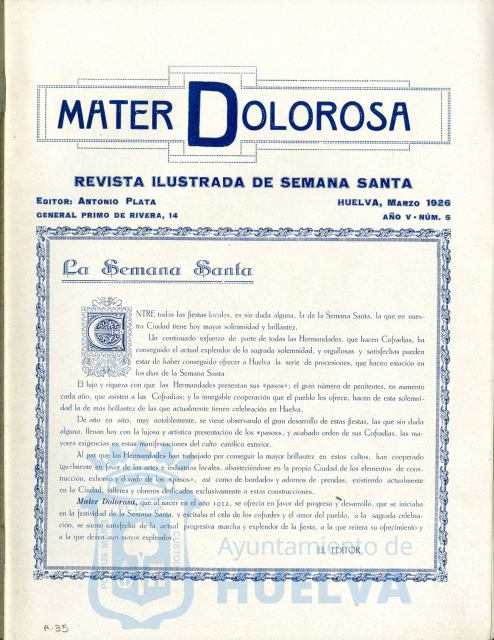 MATER DOLOROSA
REVISTA ILUSTRADA DE SEMANA SANTA
EDITOR: ANTONIO PLATA
HUELVA, MARZO 1926
GENERAL PRIMO DE RIVERA, 14
AÑO V - NÚM. 5
La Semana Santa
ENTRE todas las fiestas locales, es sin duda alguna, la de la Semana Santa, la que en nues-
tra Ciudad tiene hoy mayor solemnidad y brillantez.
Un continuado esfuerzo de parte de todas las Hermandades, que hacen Cofradías, ha
conseguido el actual explendor de la sagrada solemnidad, y orgullosas y satisfechas pueden
estar de haber conseguido ofrecer a Huelva la serie de procesiones, que hacen estación en
los días de la Semana Santa
El lujo y riqueza con que las Hermandades presentan sus «pasos»; el gran número de penitentes, en aumento
cada año, que asisten a las Cofradías; y la innegable cooperación que el pueblo les ofrece, hacen de esta solemni-
dad la de más brillantez de las que actualmente tienen celebración en Huelva.
De año en año, muy notablemente, se viene observando el gran desarrollo de estas fiestas, las que sin duda
alguna, llenan hoy con la lujosa y artística presentación de los «pasos», y acabado orden de sus Cofradías, las ma-
yores exigencias en estas manifestaciones del culto católico exterior.
Al par que las Hermandades han trabajado por conseguir la mayor brillantez en estos cultos, han cooperado
igualmente en favor de las artes e industrias locales, abasteciéndose en la propia Ciudad de los elementos de cons-
trucción, exhorno y dorado de los «pasos», así como de bordados y adornos de prendas, existiendo actualmente
en la Ciudad, talleres y obreros dedicados exclusivamente a estas construcciones.
Mater Dolorosa, que al nacer en el año 1922, se ofrecía en favor del progreso y desarrollo, que se iniciaba
en la festividad de la Semana Santa, y excitaba el celo de los cofrades y el amor del pueblo, a la sagrada celebra-
ción, se siente satisfecha de la actual progresiva marcha y explendor de la fiesta, a la que reitera su ofrecimiento y
a la que desea aun mayor explendor.
EL EDITOR
Ayuntamiento de
HUELVA
A-35